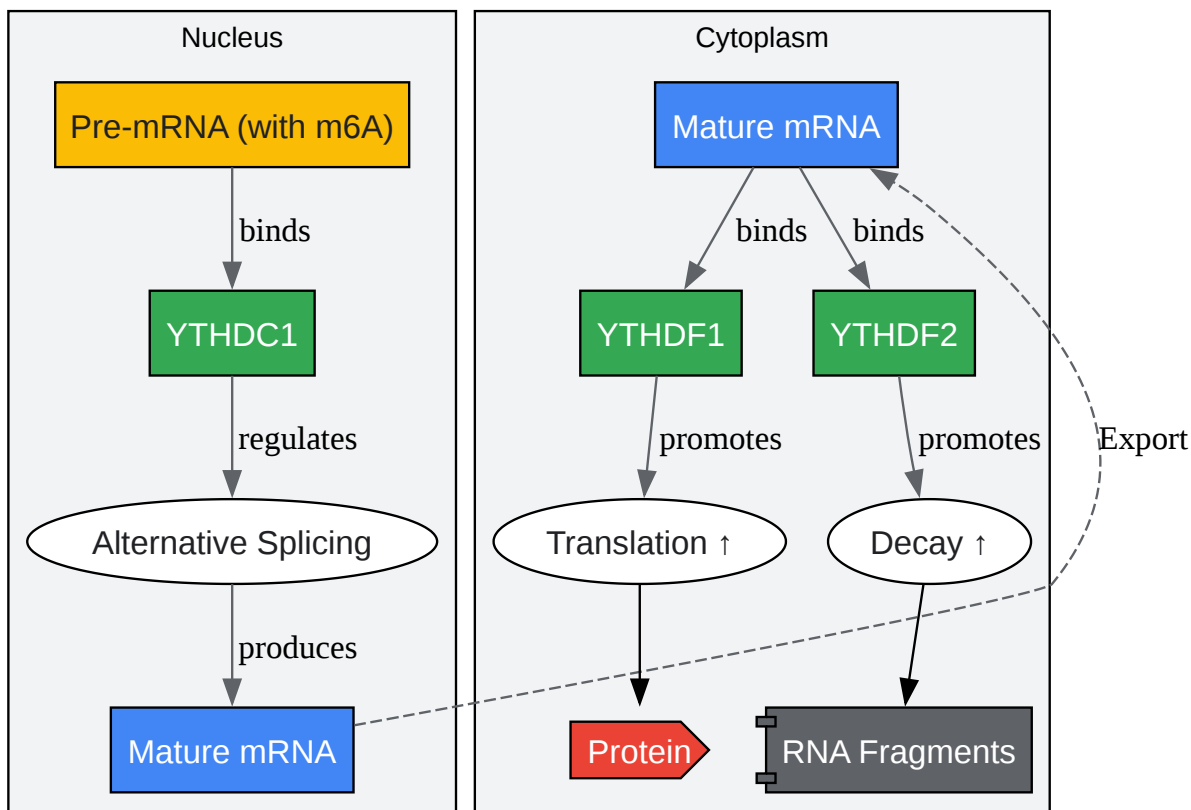 Nucleus
Pre-mRNA (with m6A)
binds
YTHDC1
regulates
Alternative Splicing
produces
Mature mRNA
Cytoplasm
Mature mRNA
binds
binds
YTHDF1
YTHDF2
promotes
promotes
Export
Translation ↑
Decay ↑
Protein
RNA Fragments